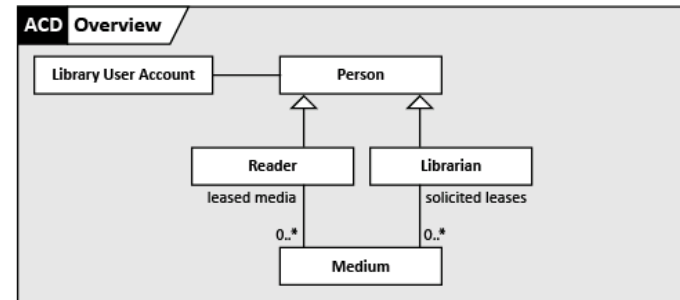 ACD Overview
Library User Account
Person
Reader
Librarian
leased media
solicited leases
0..*
0..*
Medium